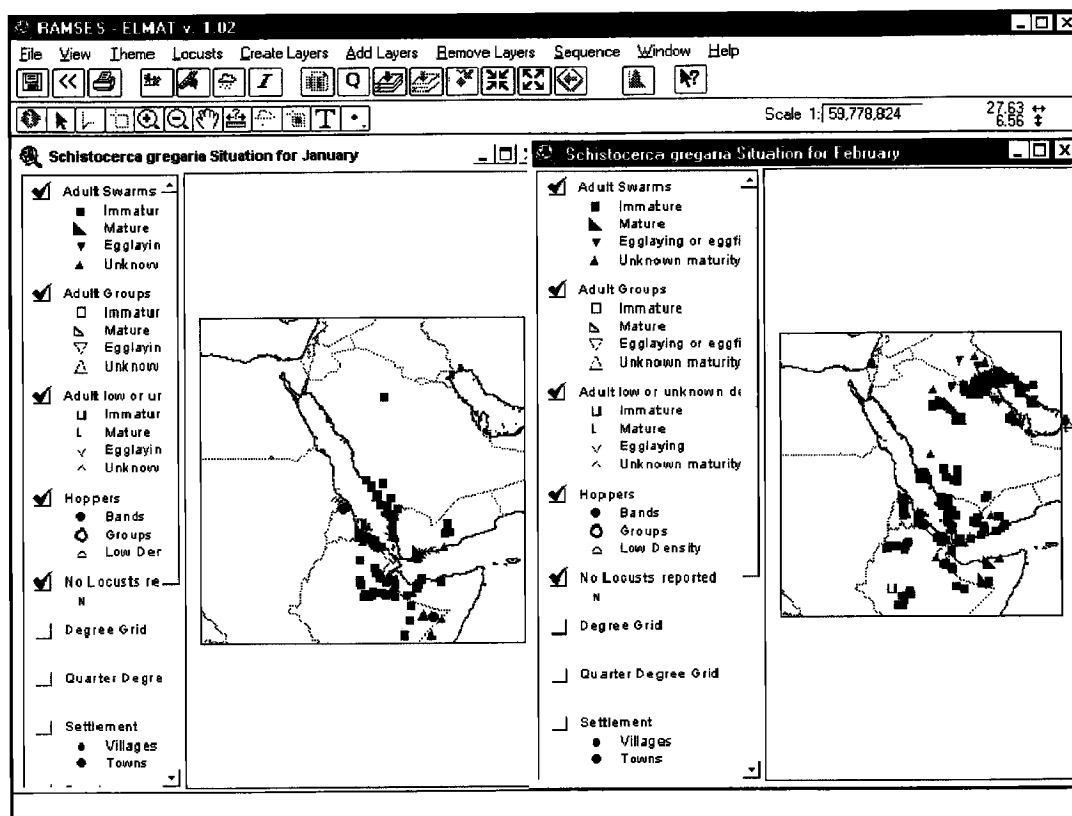 RAMSES - ELMAT v. 1.02
File View Theme Locusts Create Layers Add Layers Remove Layers Sequence Window Help
I Q T ?
Scale 1: 59,778,824
27.63
6.56
Schistocerca gregaria Situation for January
Adult Swarms
Immatur
Mature
Egglayin
Unknow
Adult Groups
Immatur
Mature
Egglayin
Unknow
Adult low or ur
Immatur
Mature
Egglayin
Unknow
Hoppers
Bands
Groups
Low Der
No Locusts re
N
Degree Grid
Quarter Degre
Settlement
Villages
Towns
Schistocerca gregaria Situation for February
Adult Swarms
Immature
Mature
Egglaying or eggfi
Unknown maturity
Adult Groups
Immature
Mature
Egglaying or eggfi
Unknown maturity
Adult low or unknown de
Immature
Mature
Egglaying
Unknown maturity
Hoppers
Bands
Groups
Low Density
No Locusts reported
N
Degree Grid
Quarter Degree Grid
Settlement
Villages
Towns